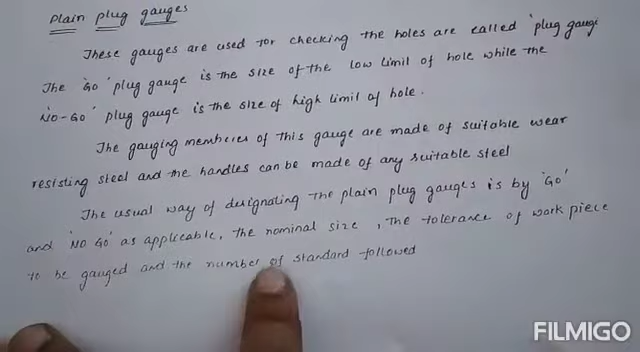 Plain plug gauges
These gauges are used for checking the holes are called 'plug gauge
The 'GO' plug gauge is the size of the low limit of hole while the
'NO-GO' plug gauge is the size of high limit of hole.
The gauging memberes of this gauge are made of suitable wear
resisting steel and the handles can be made of any suitable steel
The usual way of designating the plain plug gauges is by 'GO'
and 'NO GO' as applicable, the nominal size, the tolerance of work piece
to be gauged and the number of standard followed
FILMIGO